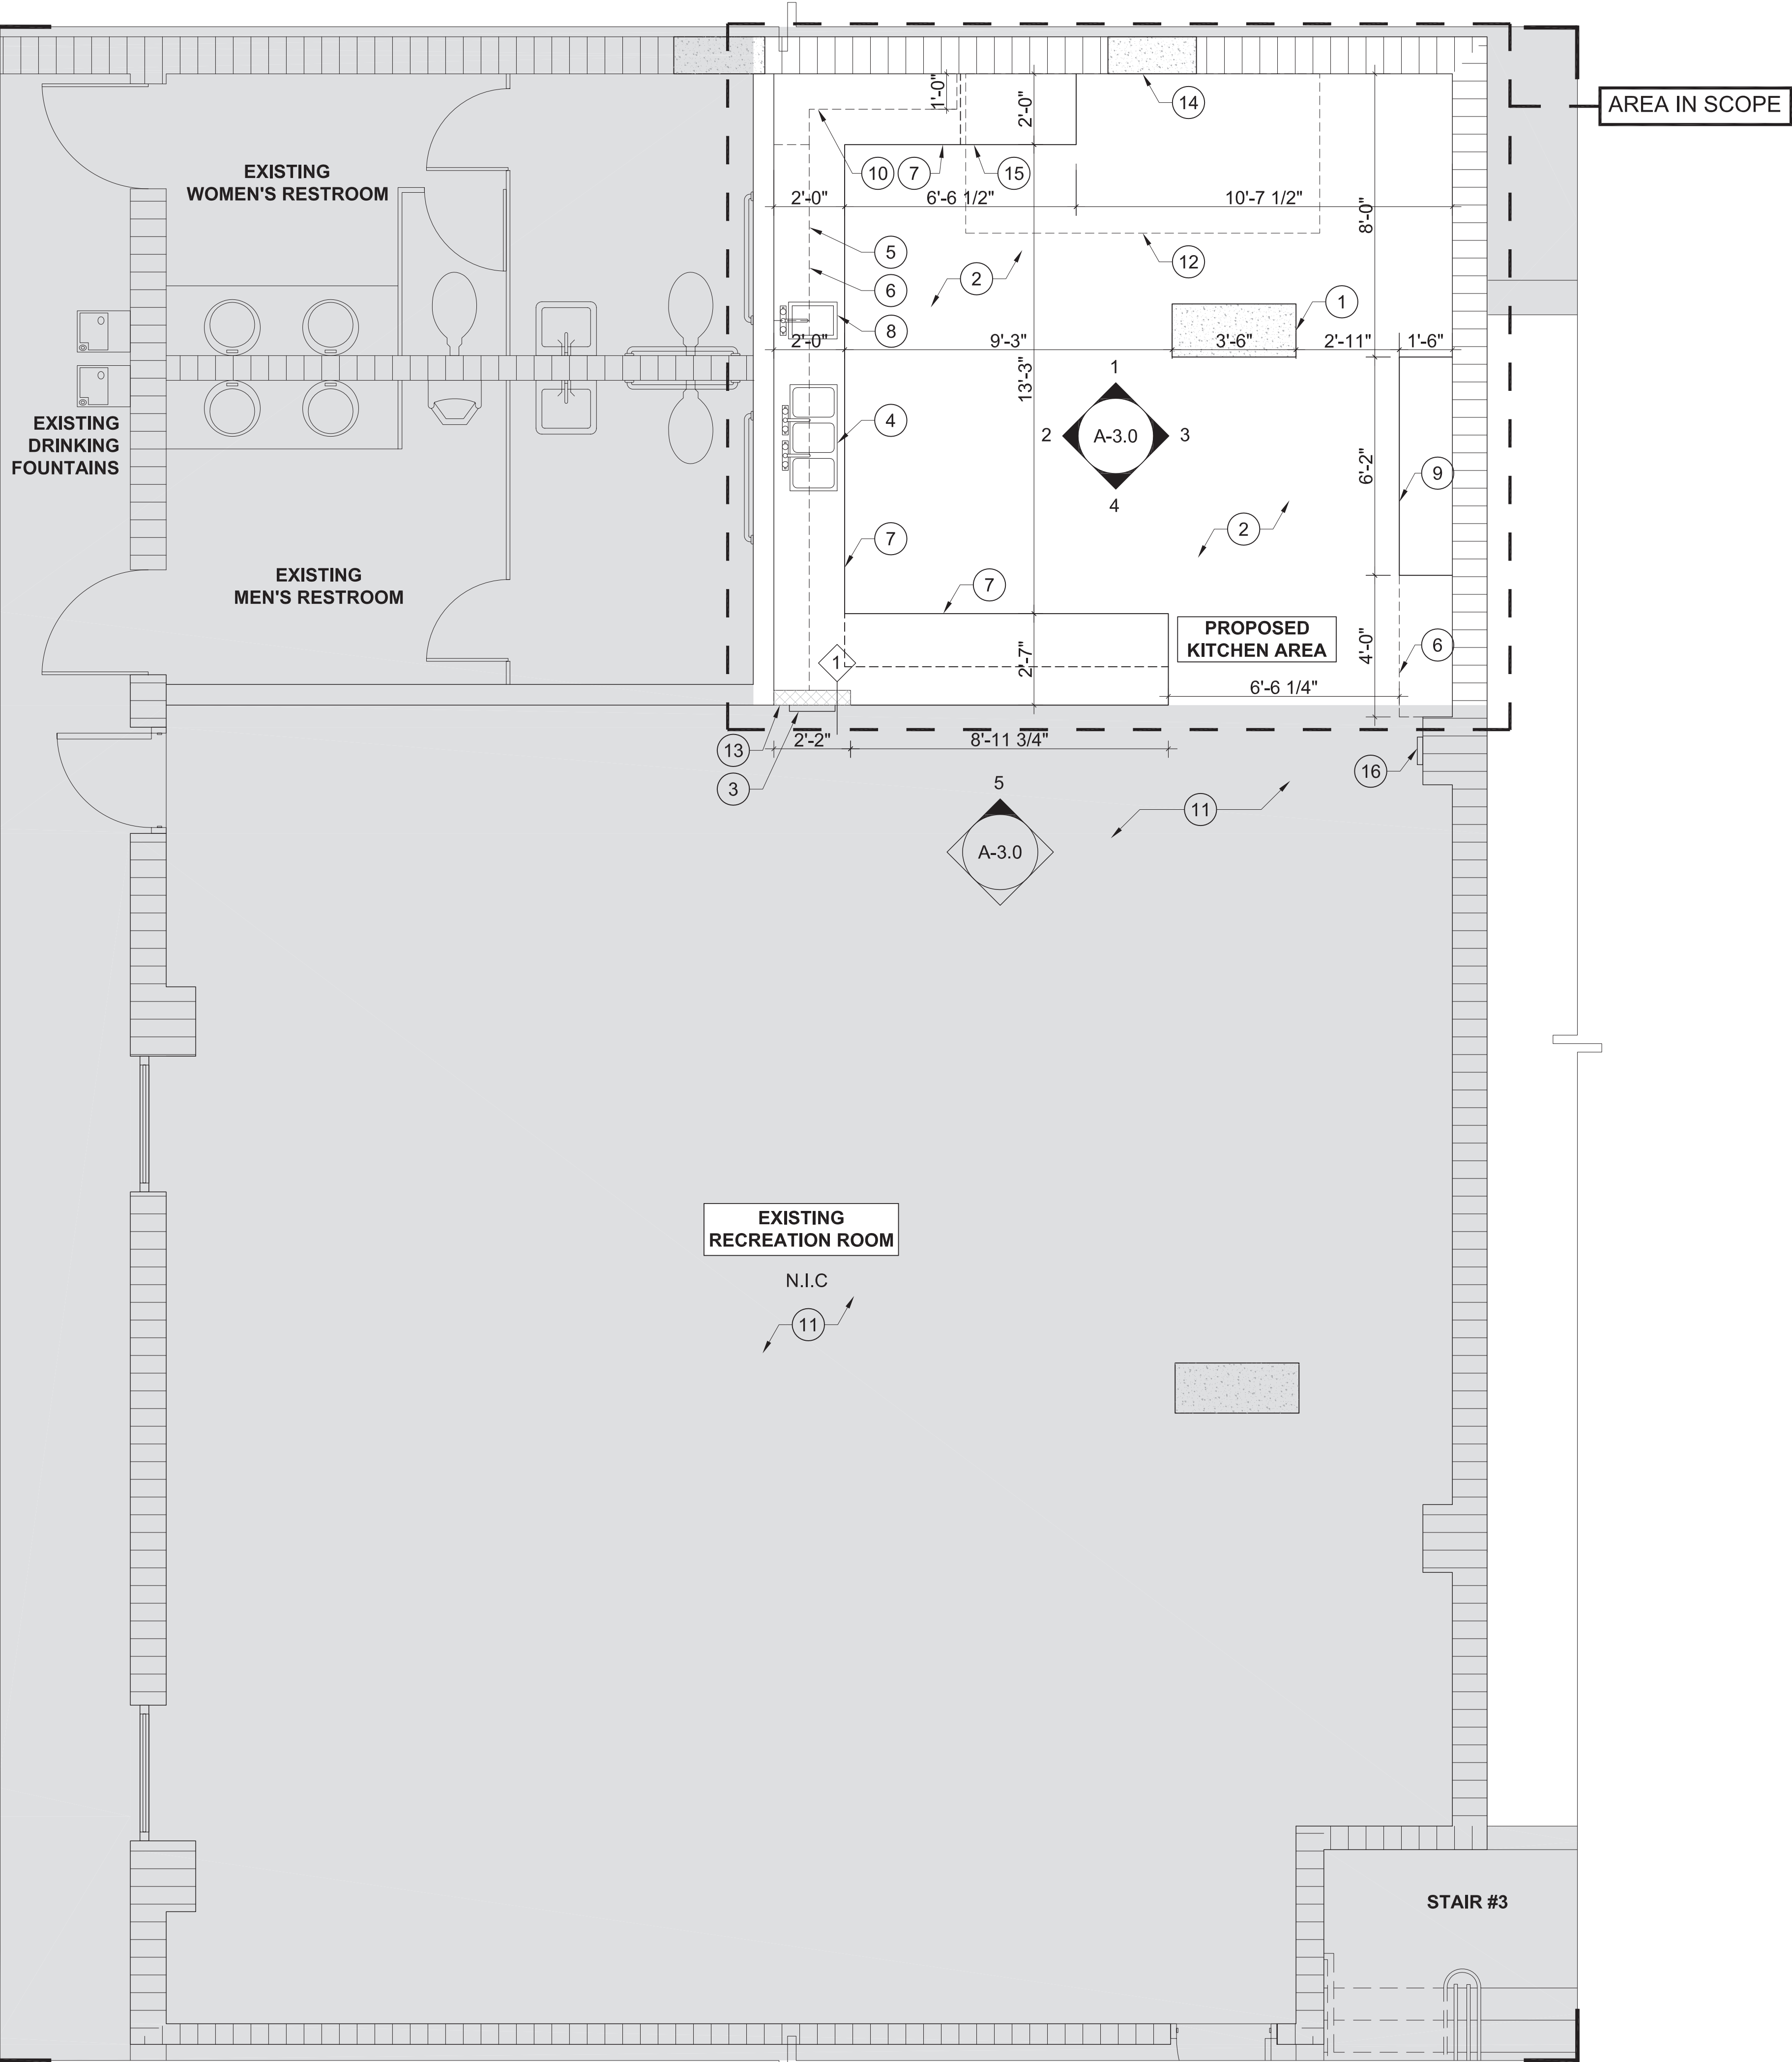 AREA IN SCOPE
1'-0"
2'-0"
14
EXISTING
WOMEN'S RESTROOM
10
7
15
2'-0"
6'-6 1/2"
10'-7 1/2"
8'-0"
5
12
2
6
1
8
2'-0"
9'-3"
3'-6"
2'-11"
1'-6"
13'-3"
1
EXISTING
DRINKING
FOUNTAINS
4
2
A-3.0
3
6'-2"
9
4
2
7
EXISTING
MEN'S RESTROOM
7
PROPOSED
KITCHEN AREA
4'-0"
6
1
2'-7"
6'-6 1/4"
13
2'-2"
8'-11 3/4"
16
3
5
11
A-3.0
EXISTING
RECREATION ROOM
N.I.C
11
STAIR #3